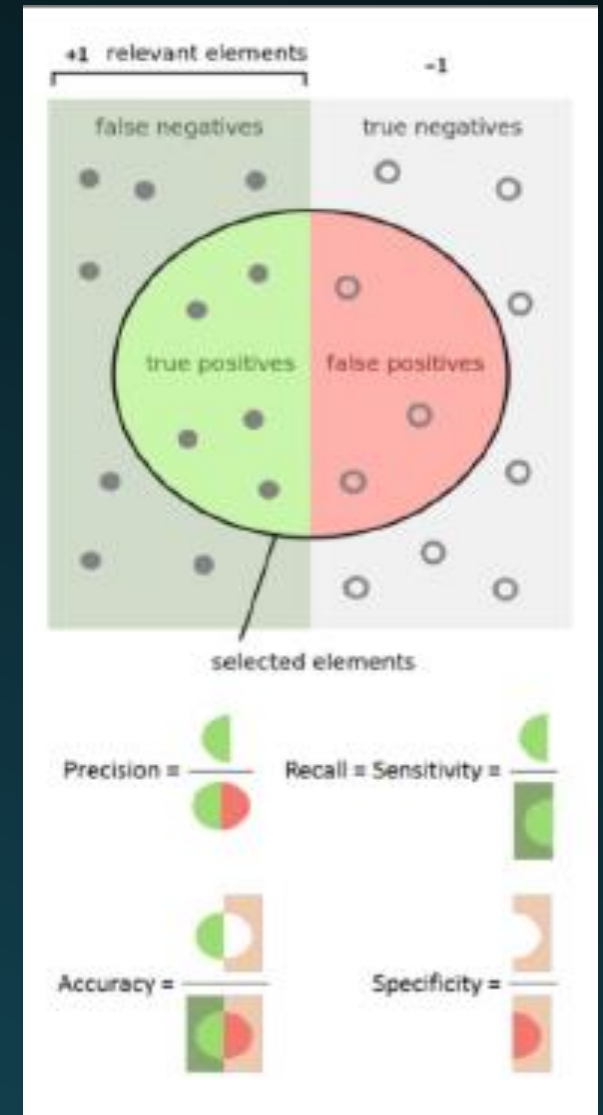 +1 relevant elements
-1
false negatives
true negatives
true positives
false positives
selected elements
Precision =
Recall = Sensitivity =
Accuracy =
Specificity =